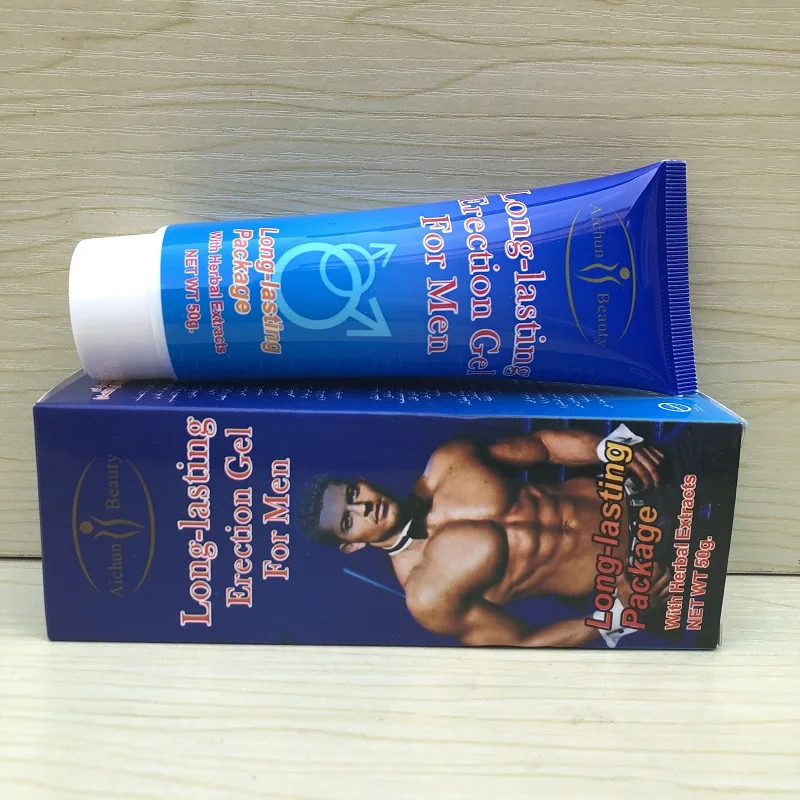 Aichun Beauty
Long-lasting
Erection Gel
For Men
Long-lasting
Package
With Herbal Extracts
NET WT 50g.
Aichun Beauty
Long-lasting
Erection Gel
For Men
Long-lasting
Package
With Herbal Extracts
NET WT 50g.